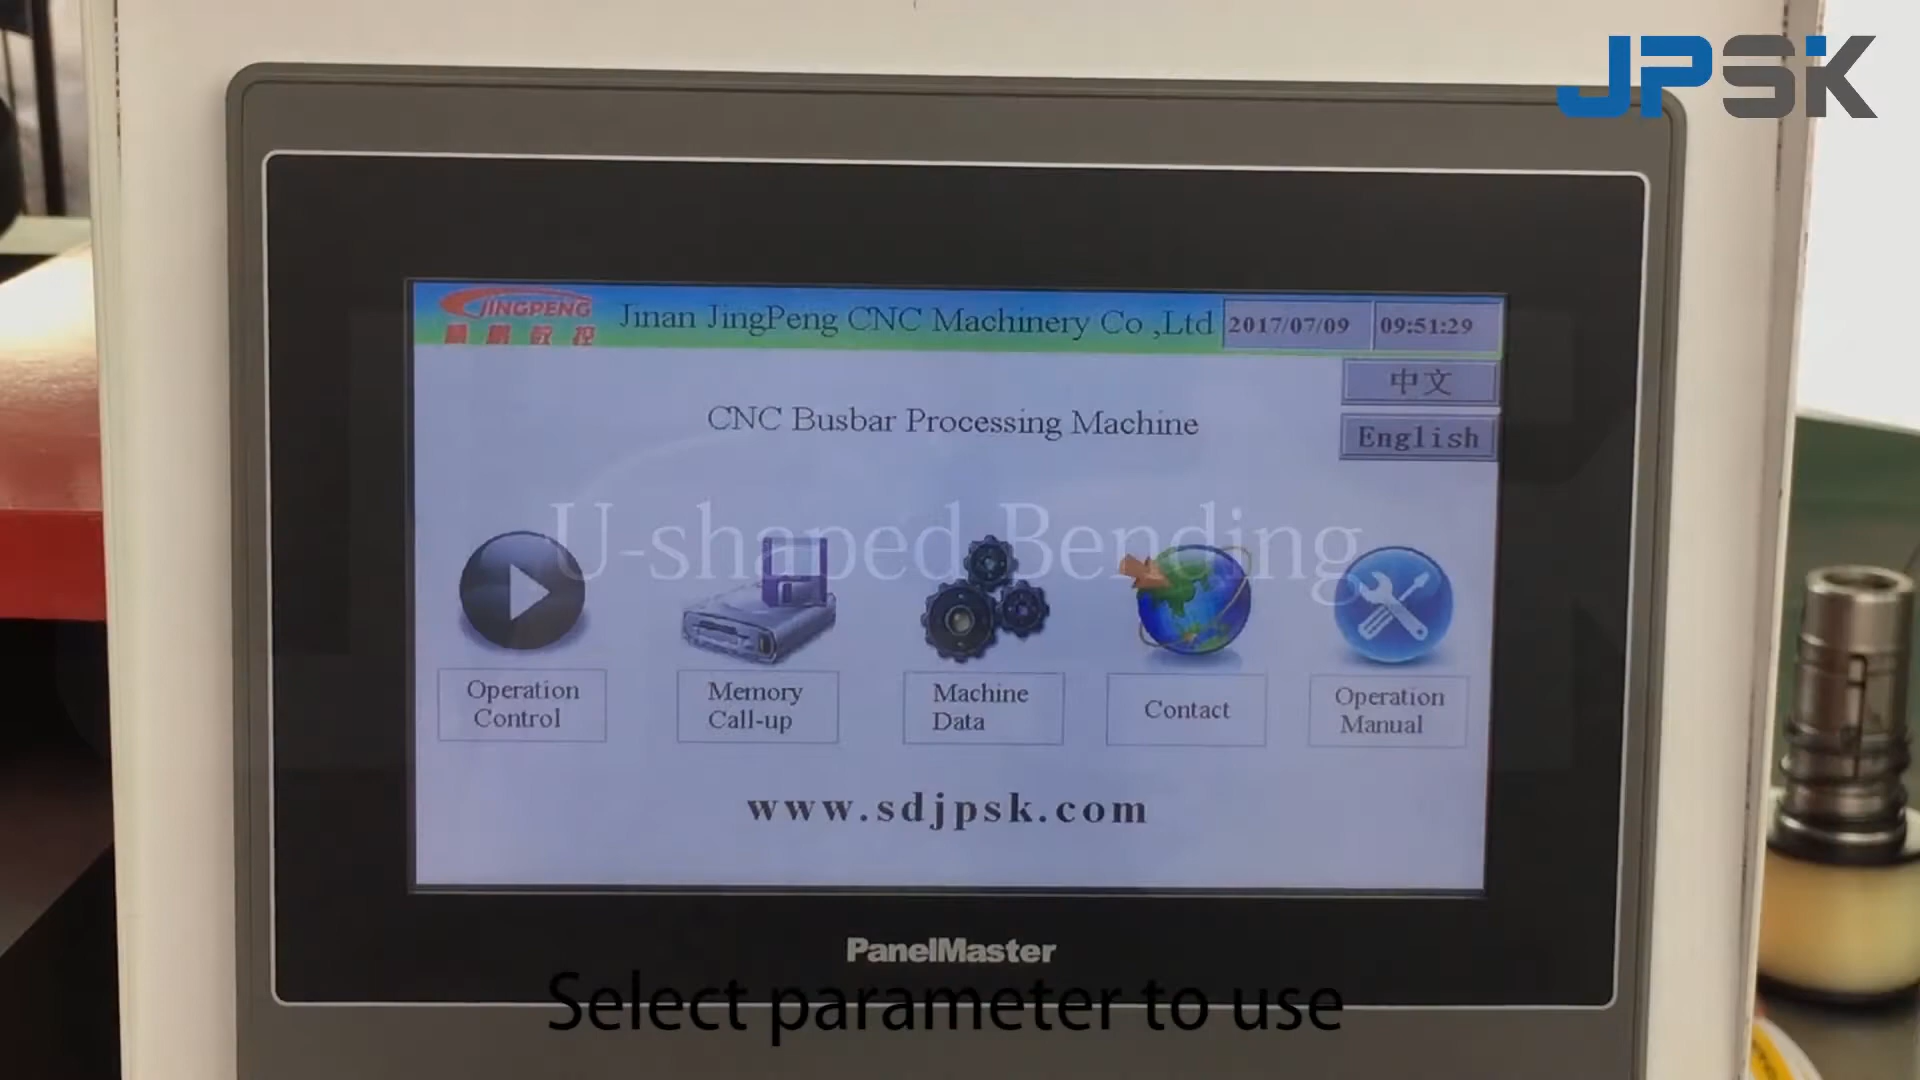 JPSK
JINGPENG
Jinan JingPeng CNC Machinery Co ,Ltd
2017/07/09
09:51:29
中文
CNC Busbar Processing Machine
English
U-shaped Bending
Operation
Control
Memory
Call-up
Machine
Data
Contact
Operation
Manual
www.sdjpsk.com
PanelMaster
Select parameter to use